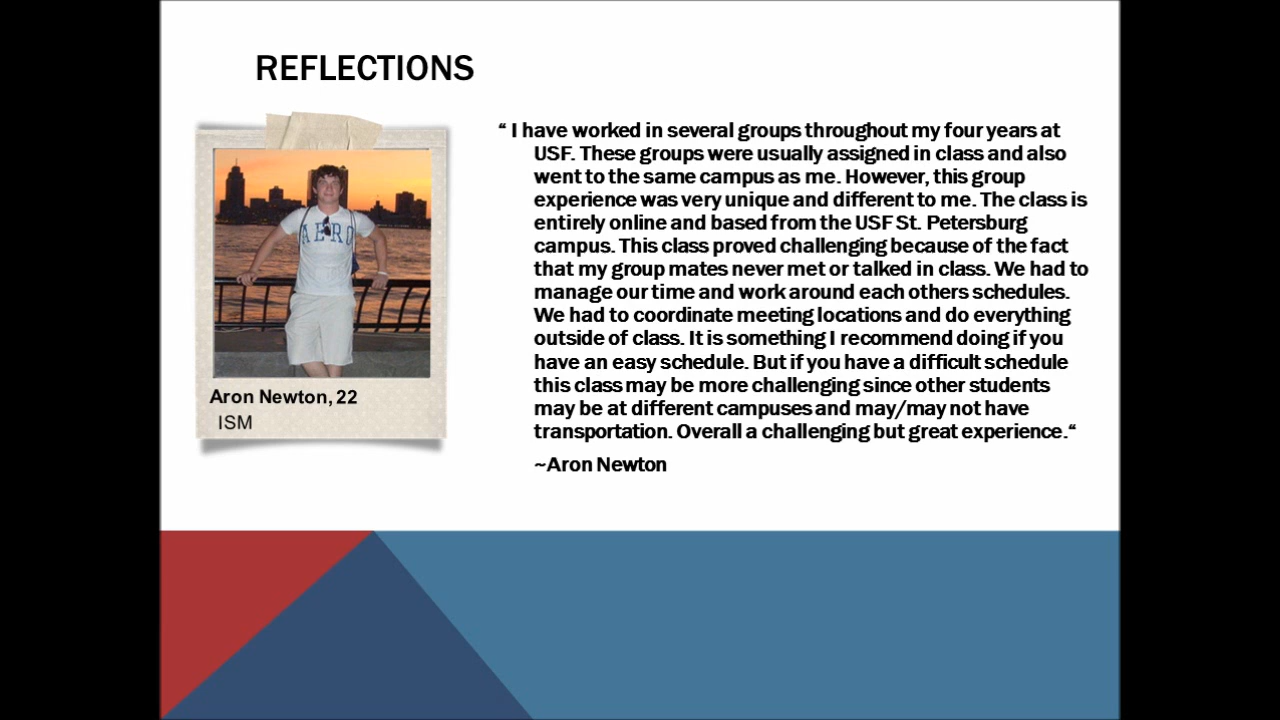 REFLECTIONS
AERO
Aron Newton, 22
ISM
“ I have worked in several groups throughout my four years at
USF. These groups were usually assigned in class and also
went to the same campus as me. However, this group
experience was very unique and different to me. The class is
entirely online and based from the USF St. Petersburg
campus. This class proved challenging because of the fact
that my group mates never met or talked in class. We had to
manage our time and work around each others schedules.
We had to coordinate meeting locations and do everything
outside of class. It is something I recommend doing if you
have an easy schedule. But if you have a difficult schedule
this class may be more challenging since other students
may be at different campuses and may/may not have
transportation. Overall a challenging but great experience.“
~Aron Newton